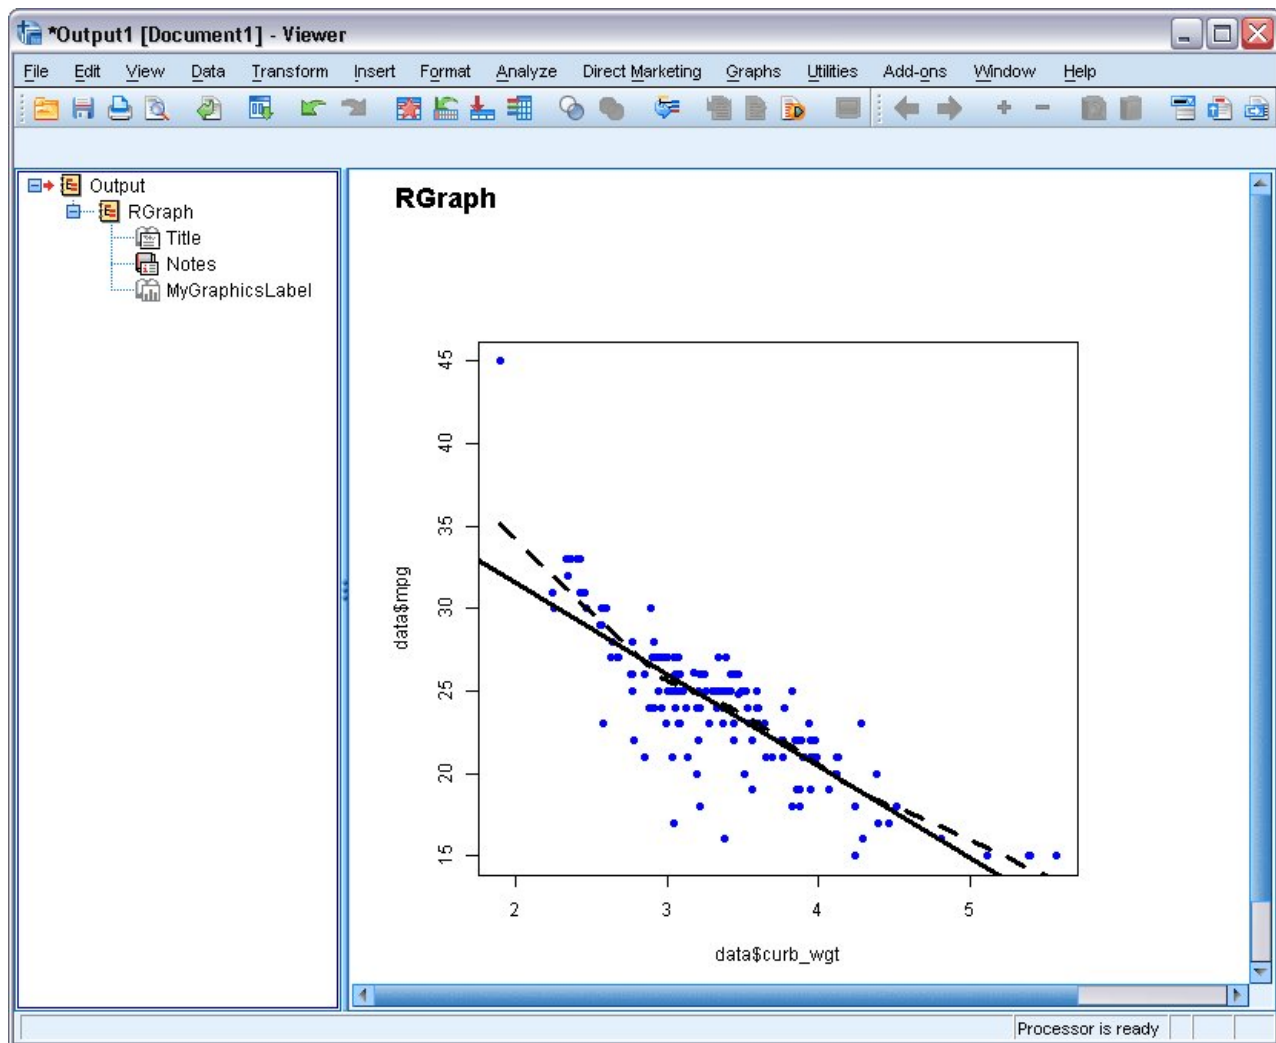 *Output1 [Document1] - Viewer
File Edit View Data Transform Insert Format Analyze Direct Marketing Graphs Utilities Add-ons Window Help
Output
RGraph
Title
Notes
MyGraphicsLabel
RGraph
45
40
35
30
25
20
15
data$mpg
2 3 4 5
data$curb_wgt
Processor is ready